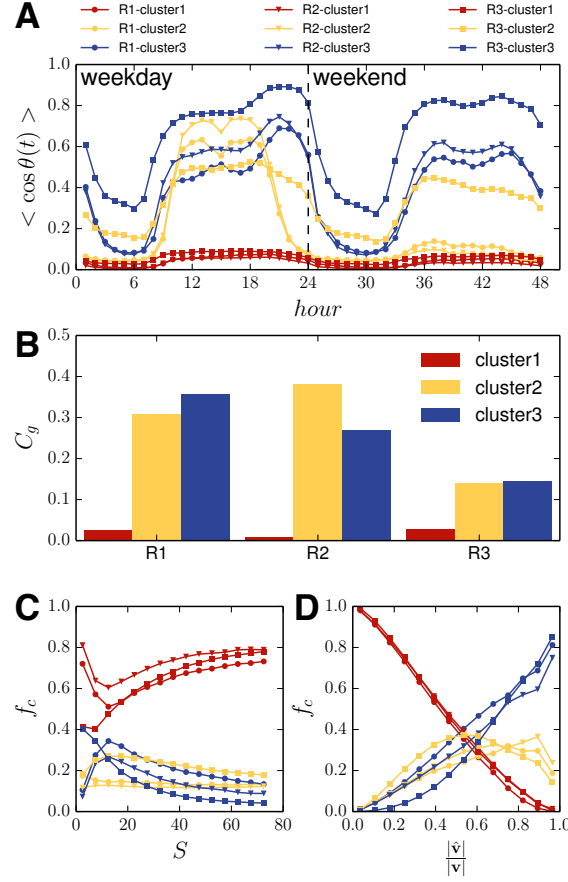 A
R1-cluster1 R2-cluster1 R3-cluster1
R1-cluster2 R2-cluster2 R3-cluster2
R1-cluster3 R2-cluster3 R3-cluster3
weekday weekend
1.0
0.8
0.6
0.4
0.2
0.0
< cos θ(t) >
0 6 12 18 24 30 36 42 48
hour
B
0.5
0.4
0.3
0.2
0.1
0.0
C_g
cluster1
cluster2
cluster3
R1 R2 R3
C
1.0
0.8
0.6
0.4
0.2
0.0
f_c
0 20 40 60 80
S
D
1.0
0.8
0.6
0.4
0.2
0.0
f_c
0.0 0.2 0.4 0.6 0.8 1.0
|v̂|
|v|